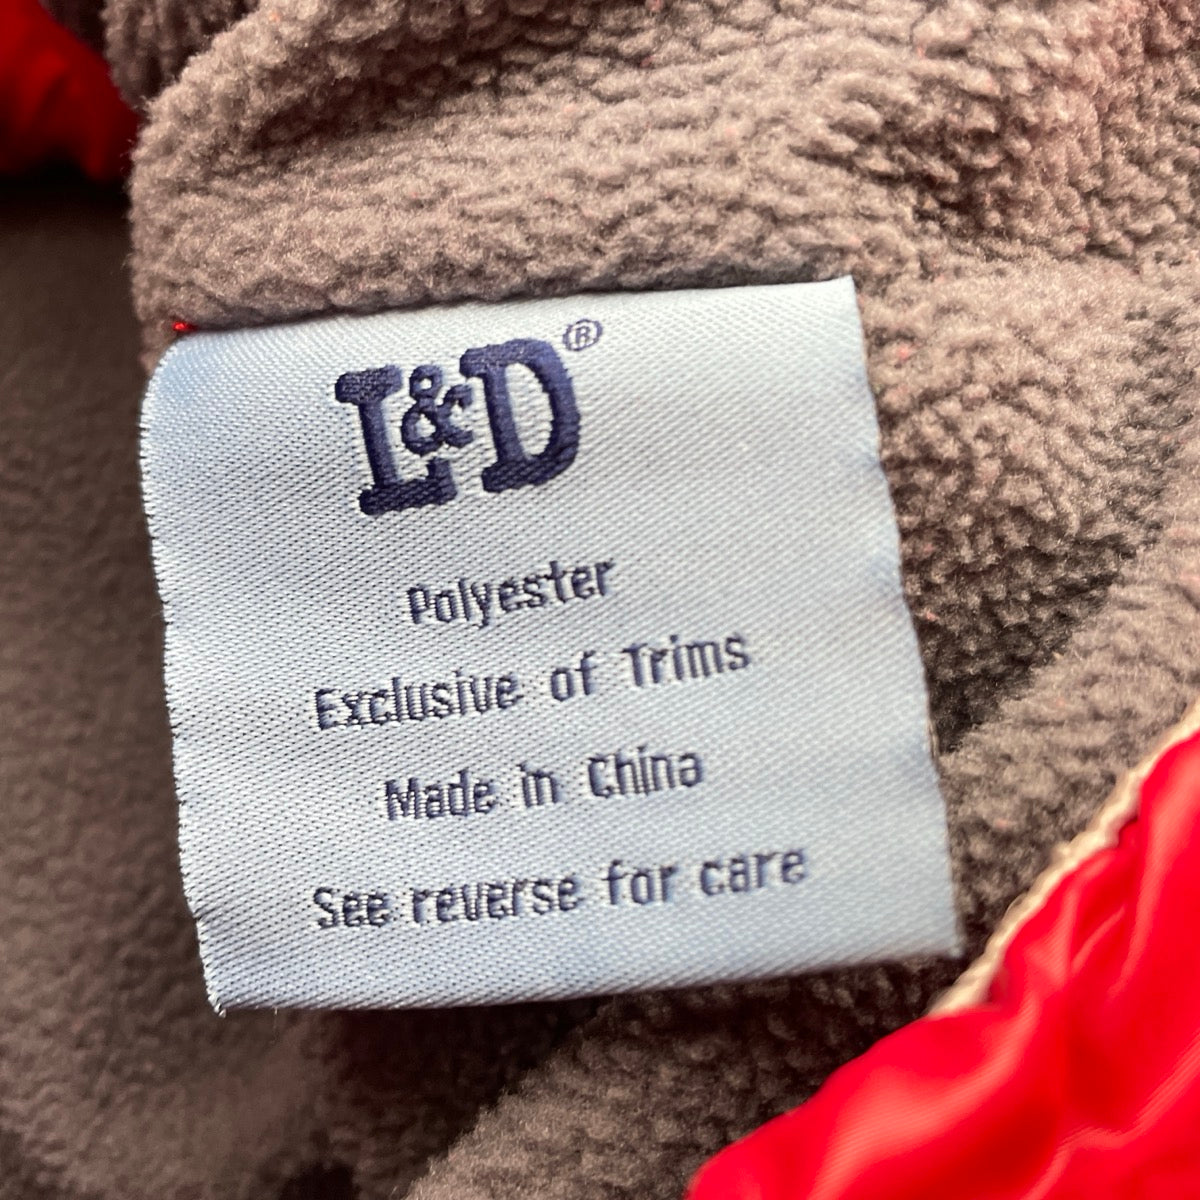 L&D®
Polyester
Exclusive of Trims
Made in China
See reverse for care